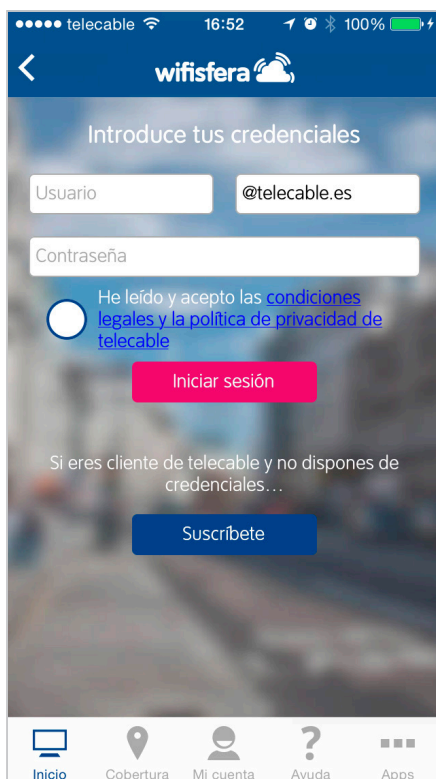 telecable 16:52 100%
wifisfera
Introduce tus credenciales
Usuario @telecable.es
Contraseña
He leído y acepto las condiciones
legales y la política de privacidad de
telecable
Iniciar sesión
Si eres cliente de telecable y no dispones de
credenciales...
Suscríbete
Inicio Cobertura Mi cuenta Ayuda Apps